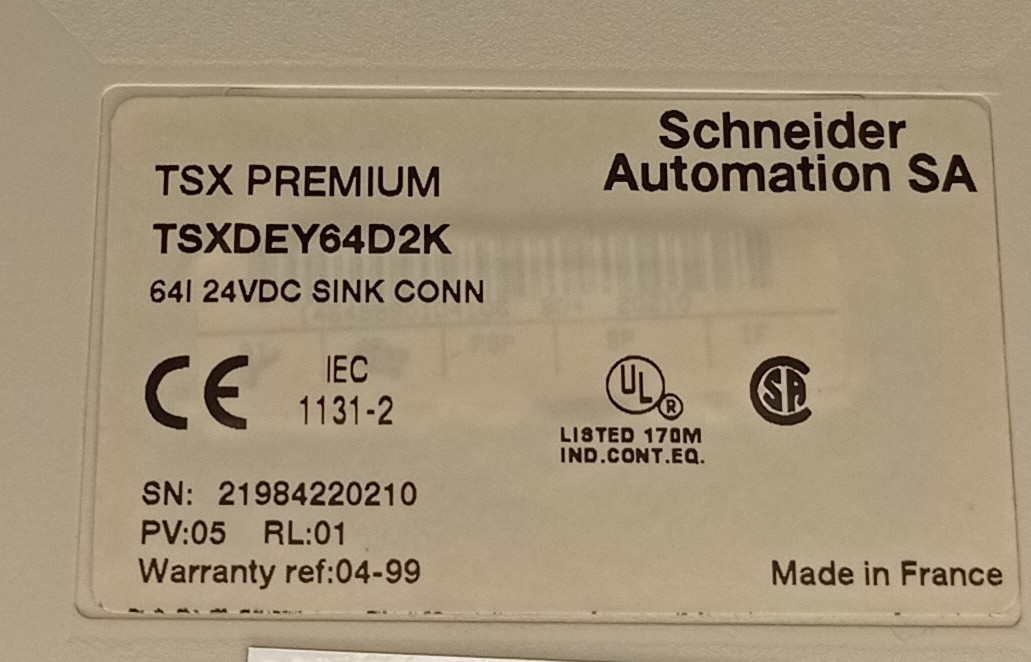 Schneider
Automation SA
TSX PREMIUM
TSXDEY64D2K
64I 24VDC SINK CONN
CE
IEC
1131-2
UL ®
SA
LISTED 170M
IND.CONT.EQ.
SN: 21984220210
PV:05 RL:01
Warranty ref:04-99
Made in France